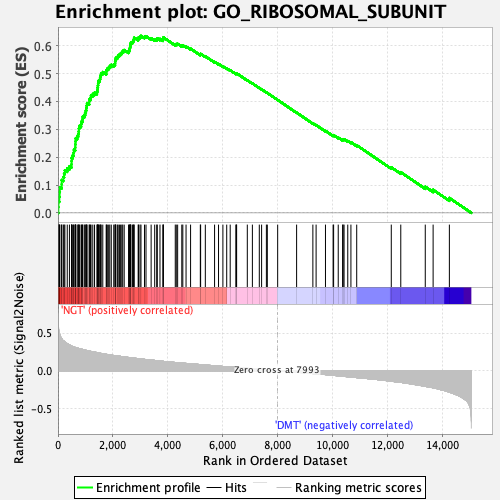 Enrichment plot: GO_RIBOSOMAL_SUBUNIT
Enrichment score (ES)
0.6
0.5
0.4
0.3
0.2
0.1
0.0
'NGT' (positively correlated)
Ranked list metric (Signal2Noise)
0.5
0.0
-0.5
Zero cross at 7993
'DMT' (negatively correlated)
0
2,000
4,000
6,000
8,000
10,000
12,000
14,000
Rank in Ordered Dataset
Enrichment profile
Hits
Ranking metric scores